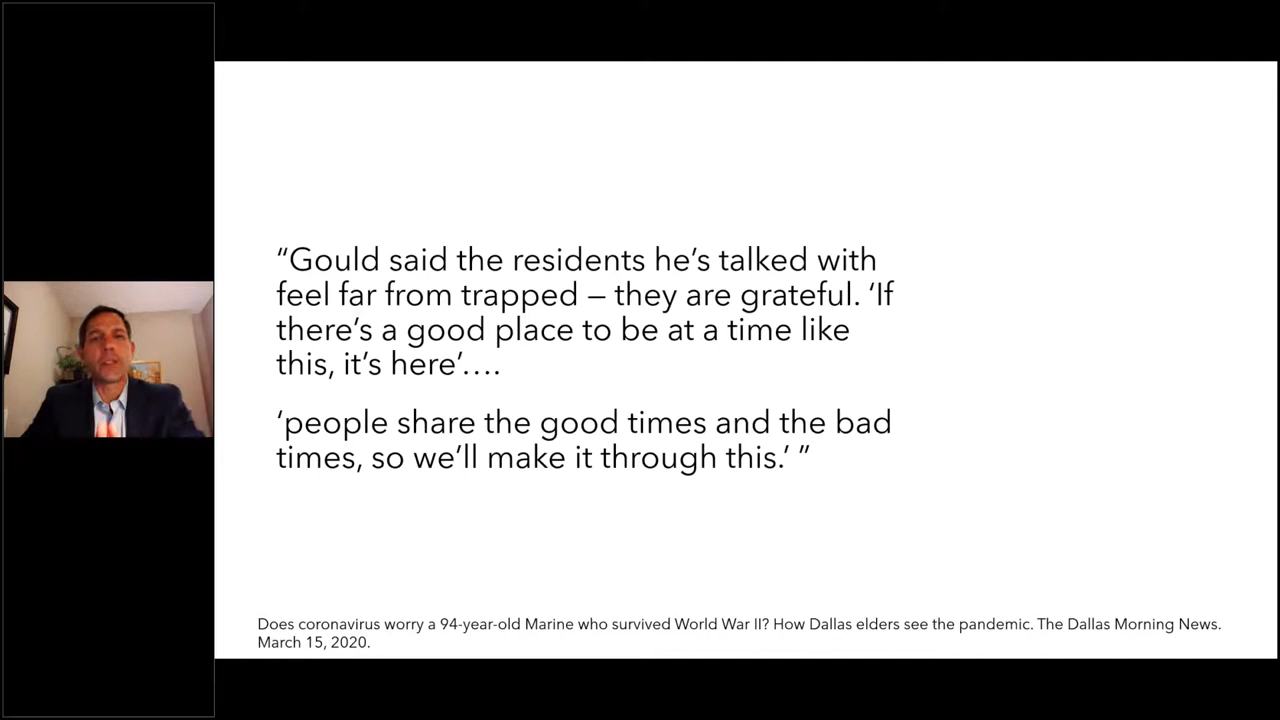 “Gould said the residents he’s talked with
feel far from trapped – they are grateful. ‘If
there’s a good place to be at a time like
this, it’s here’….
‘people share the good times and the bad
times, so we’ll make it through this.’ ”
Does coronavirus worry a 94-year-old Marine who survived World War II? How Dallas elders see the pandemic. The Dallas Morning News.
March 15, 2020.